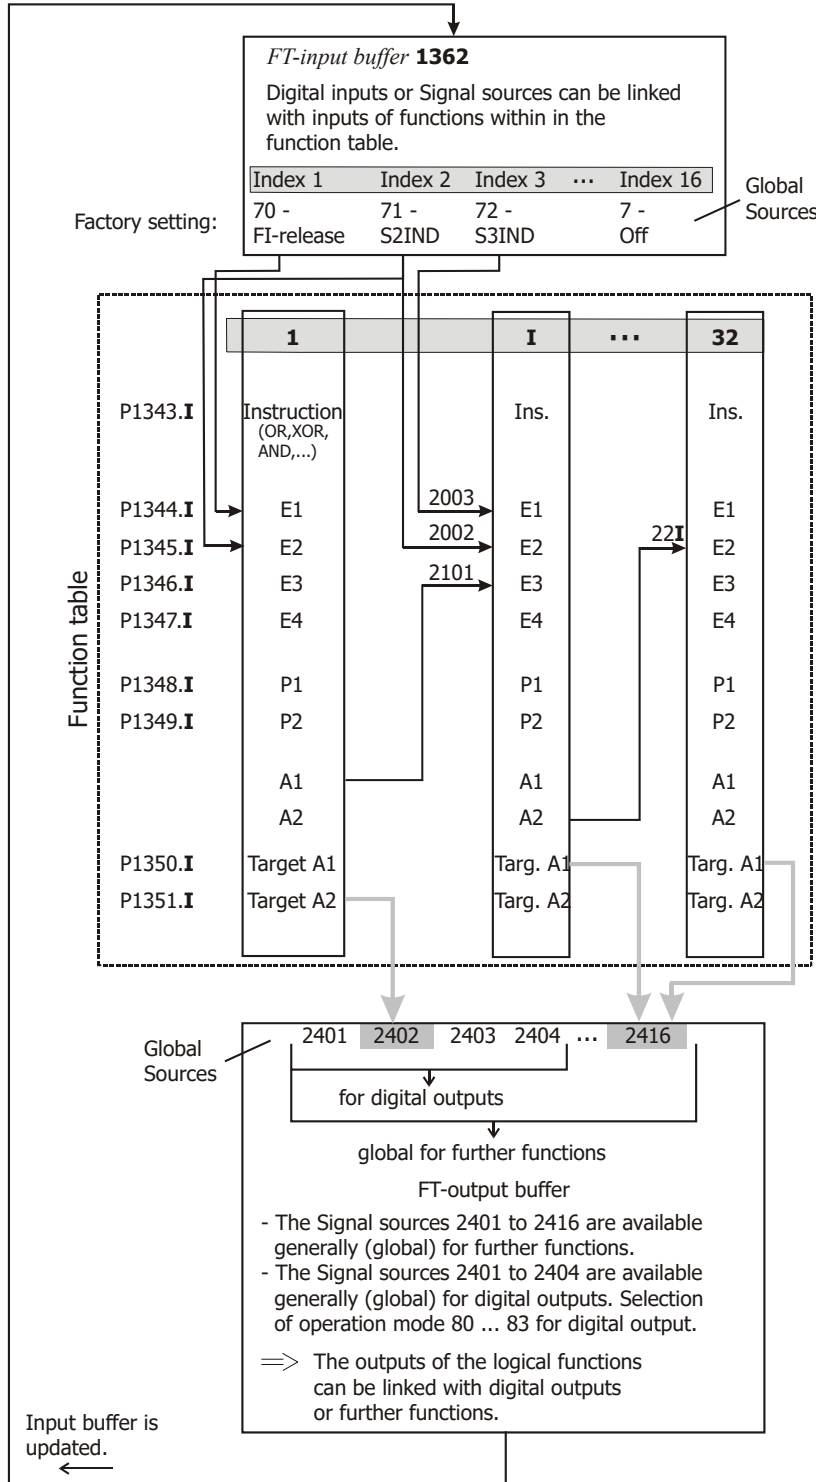 FT-input buffer 1362
Digital inputs or Signal sources can be linked
with inputs of functions within in the
function table.
Index 1 Index 2 Index 3 ... Index 16
Global
Sources
Factory setting:
70 - 71 - 72 - 7 -
FI-release S2IND S3IND Off
Function table
1 I ... 32
P1343.I Instruction Ins. Ins.
(OR,XOR,
AND,...)
P1344.I E1 2003 E1 E1
P1345.I E2 2002 E2 22I E2
P1346.I E3 2101 E3 E3
P1347.I E4 E4 E4
P1348.I P1 P1 P1
P1349.I P2 P2 P2
A1 A1 A1
A2 A2 A2
P1350.I Target A1 Targ. A1 Targ. A1
P1351.I Target A2 Targ. A2 Targ. A2
Global
Sources
2401 2402 2403 2404 ... 2416
for digital outputs
global for further functions
FT-output buffer
- The Signal sources 2401 to 2416 are available
generally (global) for further functions.
- The Signal sources 2401 to 2404 are available
generally (global) for digital outputs. Selection
of operation mode 80 ... 83 for digital output.
⇒ The outputs of the logical functions
can be linked with digital outputs
or further functions.
Input buffer is
updated.